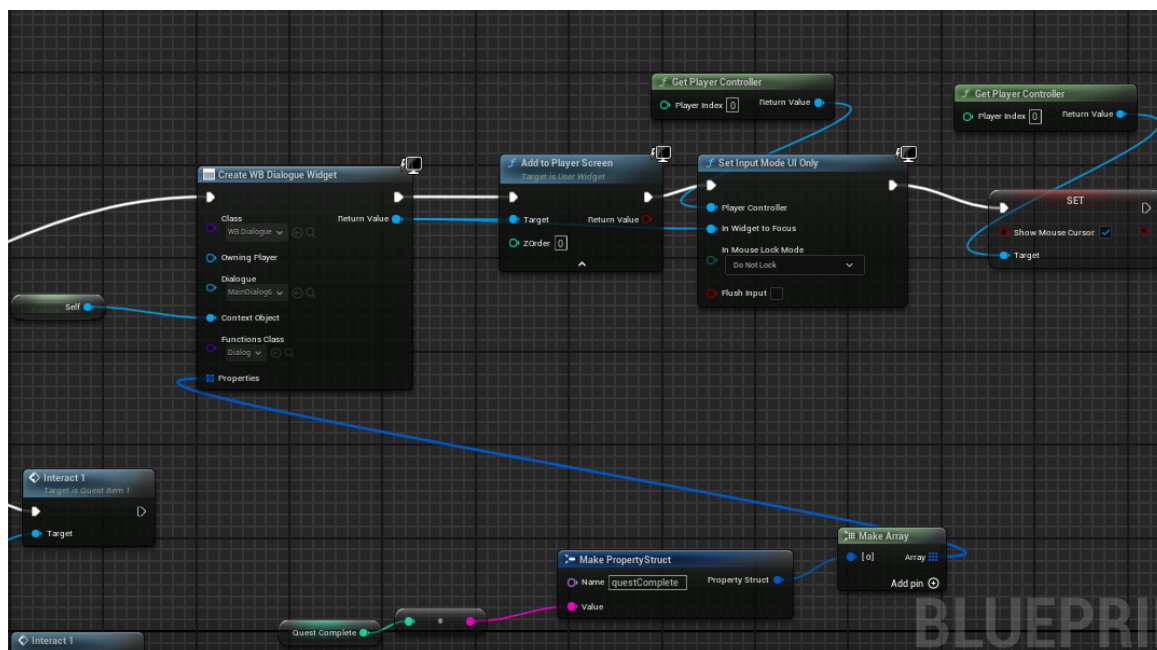 Get Player Controller
Player Index 0 Return Value
Get Player Controller
Player Index 0 Return Value
Create WB Dialogue Widget
Class
WB Dialogue
Return Value
Owning Player
Dialogue
MainDialog6
Context Object
Functions Class
Dialog
Properties
Self
Add to Player Screen
Target is User Widget
Target Return Value
ZOrder 0
Set Input Mode UI Only
Player Controller
In Widget to Focus
In Mouse Lock Mode
Do Not Lock
Flush Input
SET
Show Mouse Cursor
Target
Interact 1
Target is Quest Item 1
Target
Make PropertyStruct
Name questComplete Property Struct
Value
Make Array
[0] Array
Add pin
Quest Complete
Interact 1
BLUEPRI